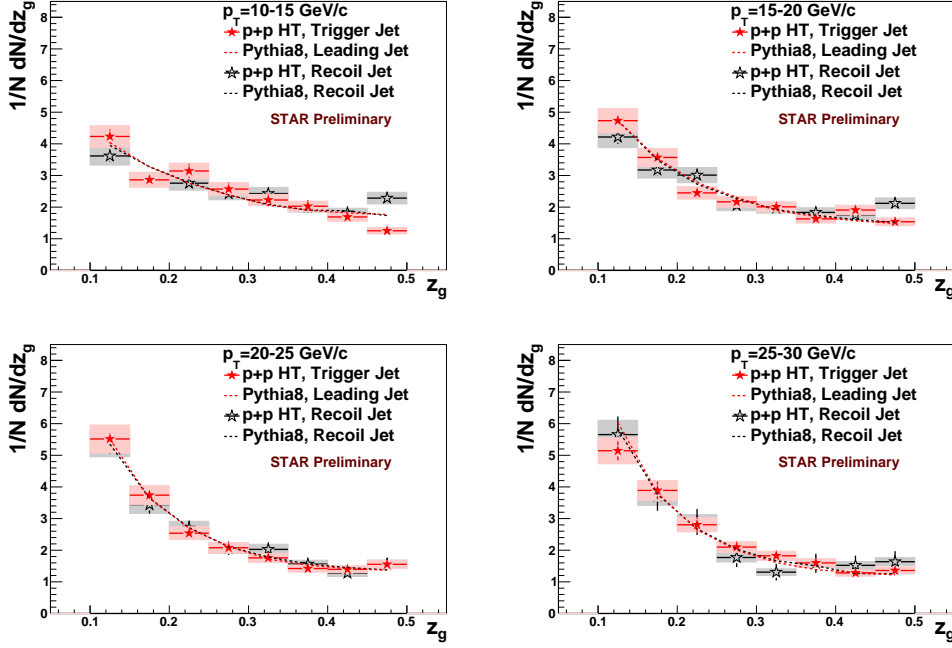 p_T=10-15 GeV/c
p+p HT, Trigger Jet
Pythia8, Leading Jet
p+p HT, Recoil Jet
Pythia8, Recoil Jet
STAR Preliminary
1/N dN/dz_g
8
7
6
5
4
3
2
1
0
0.1 0.2 0.3 0.4 0.5
z_g
p_T=15-20 GeV/c
p+p HT, Trigger Jet
Pythia8, Leading Jet
p+p HT, Recoil Jet
Pythia8, Recoil Jet
STAR Preliminary
1/N dN/dz_g
8
7
6
5
4
3
2
1
0
0.1 0.2 0.3 0.4 0.5
z_g
p_T=20-25 GeV/c
p+p HT, Trigger Jet
Pythia8, Leading Jet
p+p HT, Recoil Jet
Pythia8, Recoil Jet
STAR Preliminary
1/N dN/dz_g
8
7
6
5
4
3
2
1
0
0.1 0.2 0.3 0.4 0.5
z_g
p_T=25-30 GeV/c
p+p HT, Trigger Jet
Pythia8, Leading Jet
p+p HT, Recoil Jet
Pythia8, Recoil Jet
STAR Preliminary
1/N dN/dz_g
8
7
6
5
4
3
2
1
0
0.1 0.2 0.3 0.4 0.5
z_g